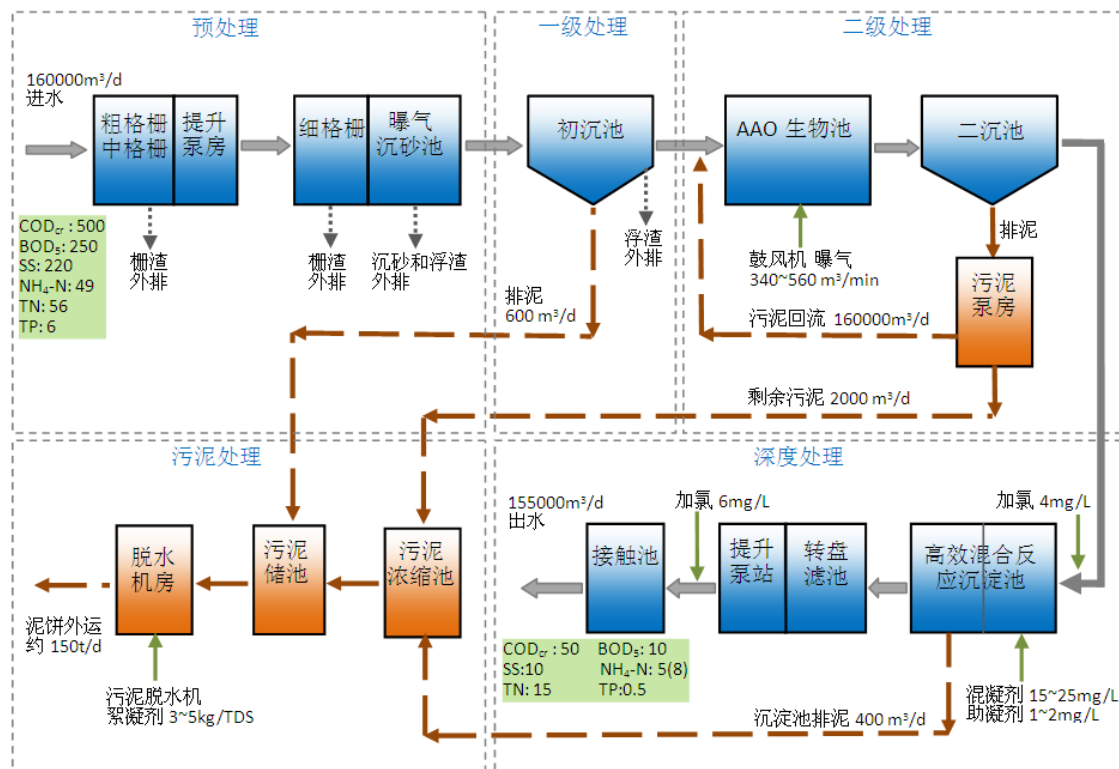 预处理
一级处理
二级处理
160000m³/d
进水
粗格栅
中格栅
提升
泵房
细格栅
曝气
沉砂池
初沉池
AAO 生物池
二沉池
CODcr : 500
BOD₅: 250
SS: 220
NH₄-N: 49
TN: 56
TP: 6
栅渣
外排
栅渣
外排
沉砂和浮渣
外排
浮渣
外排
排泥
600 m³/d
鼓风机 曝气
340~560 m³/min
排泥
污泥
泵房
污泥回流 160000m³/d
剩余污泥 2000 m³/d
污泥处理
深度处理
脱水
机房
污泥
储池
污泥
浓缩池
泥饼外运
约 150t/d
污泥脱水机
絮凝剂 3~5kg/TDS
155000m³/d
出水
加氯 6mg/L
加氯 4mg/L
接触池
提升
泵站
转盘
滤池
高效混合反
应沉淀池
CODcr : 50 BOD₅: 10
SS:10 NH₄-N: 5(8)
TN: 15 TP:0.5
混凝剂 15~25mg/L
助凝剂 1~2mg/L
沉淀池排泥 400 m³/d